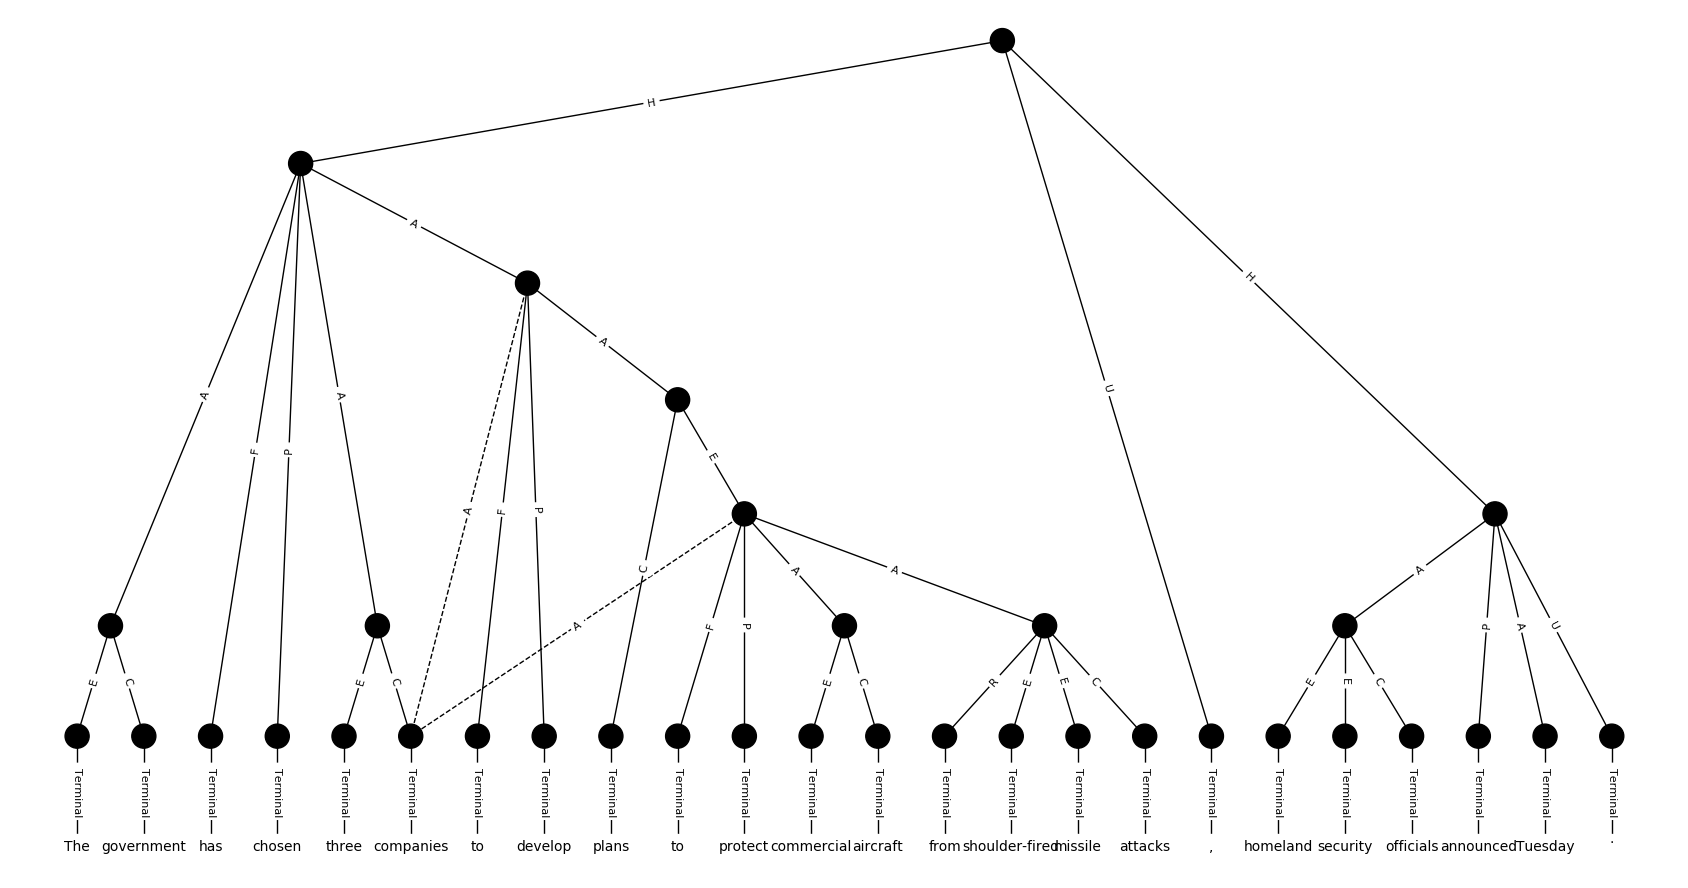 H
A
H
A
U
A
A
F
P
E
A
F
P
C
A
A
A
A
F
P
P
A
U
E
C
E
C
E
C
R
E
E
C
E
E
C
Terminal Terminal Terminal Terminal Terminal Terminal Terminal Terminal Terminal Terminal Terminal Terminal Terminal Terminal Terminal Terminal Terminal Terminal Terminal Terminal Terminal Terminal Terminal Terminal
The government has chosen three companies to develop plans to protect commercial aircraft from shoulder-fired missile attacks , homeland security officials announced Tuesday .